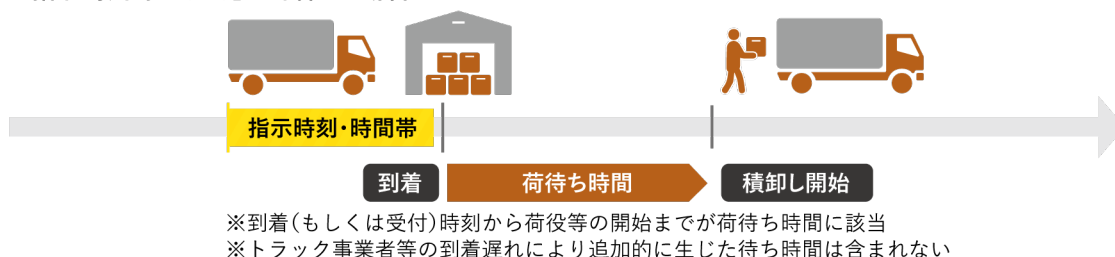 指示時刻・時間帯
到着
荷待ち時間
積卸し開始
※到着(もしくは受付)時刻から荷役等の開始までが荷待ち時間に該当
※トラック事業者等の到着遅れにより追加的に生じた待ち時間は含まれない